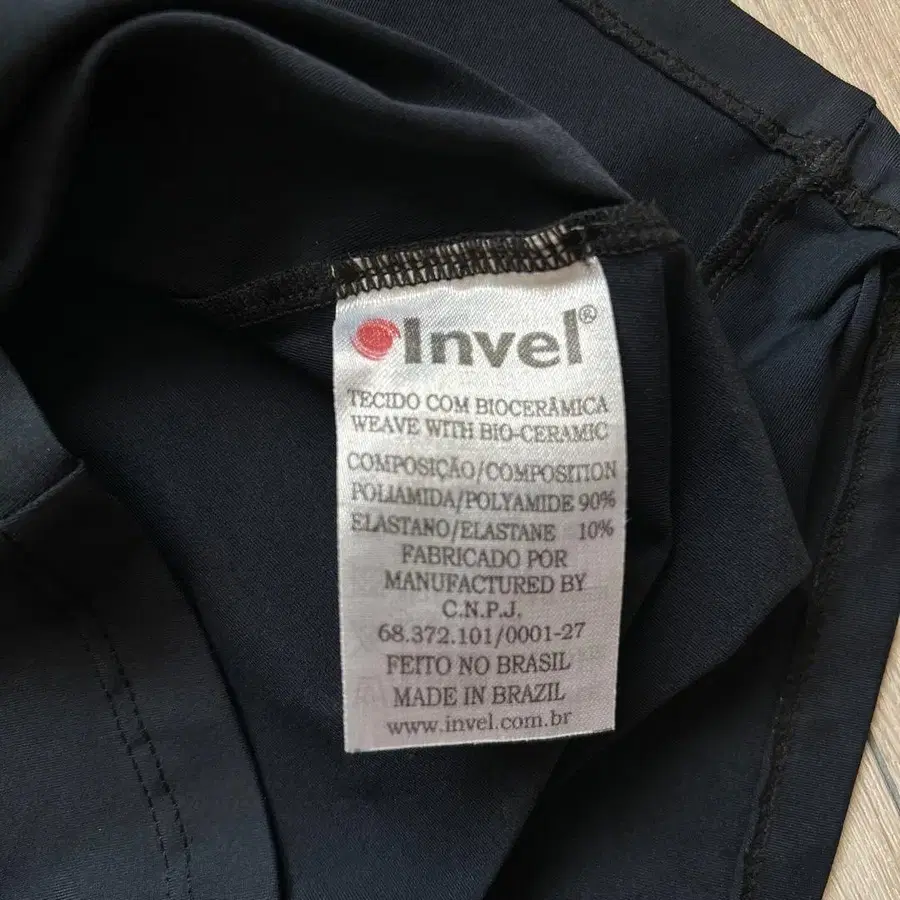 Invel®
TECIDO COM BIOCERÂMICA
WEAVE WITH BIO-CERAMIC
COMPOSIÇÃO/COMPOSITION
POLIAMIDA/POLYAMIDE 90%
ELASTANO/ELASTANE 10%
FABRICADO POR
MANUFACTURED BY
C.N.P.J.
68.372.101/0001-27
FEITO NO BRASIL
MADE IN BRAZIL
www.invel.com.br